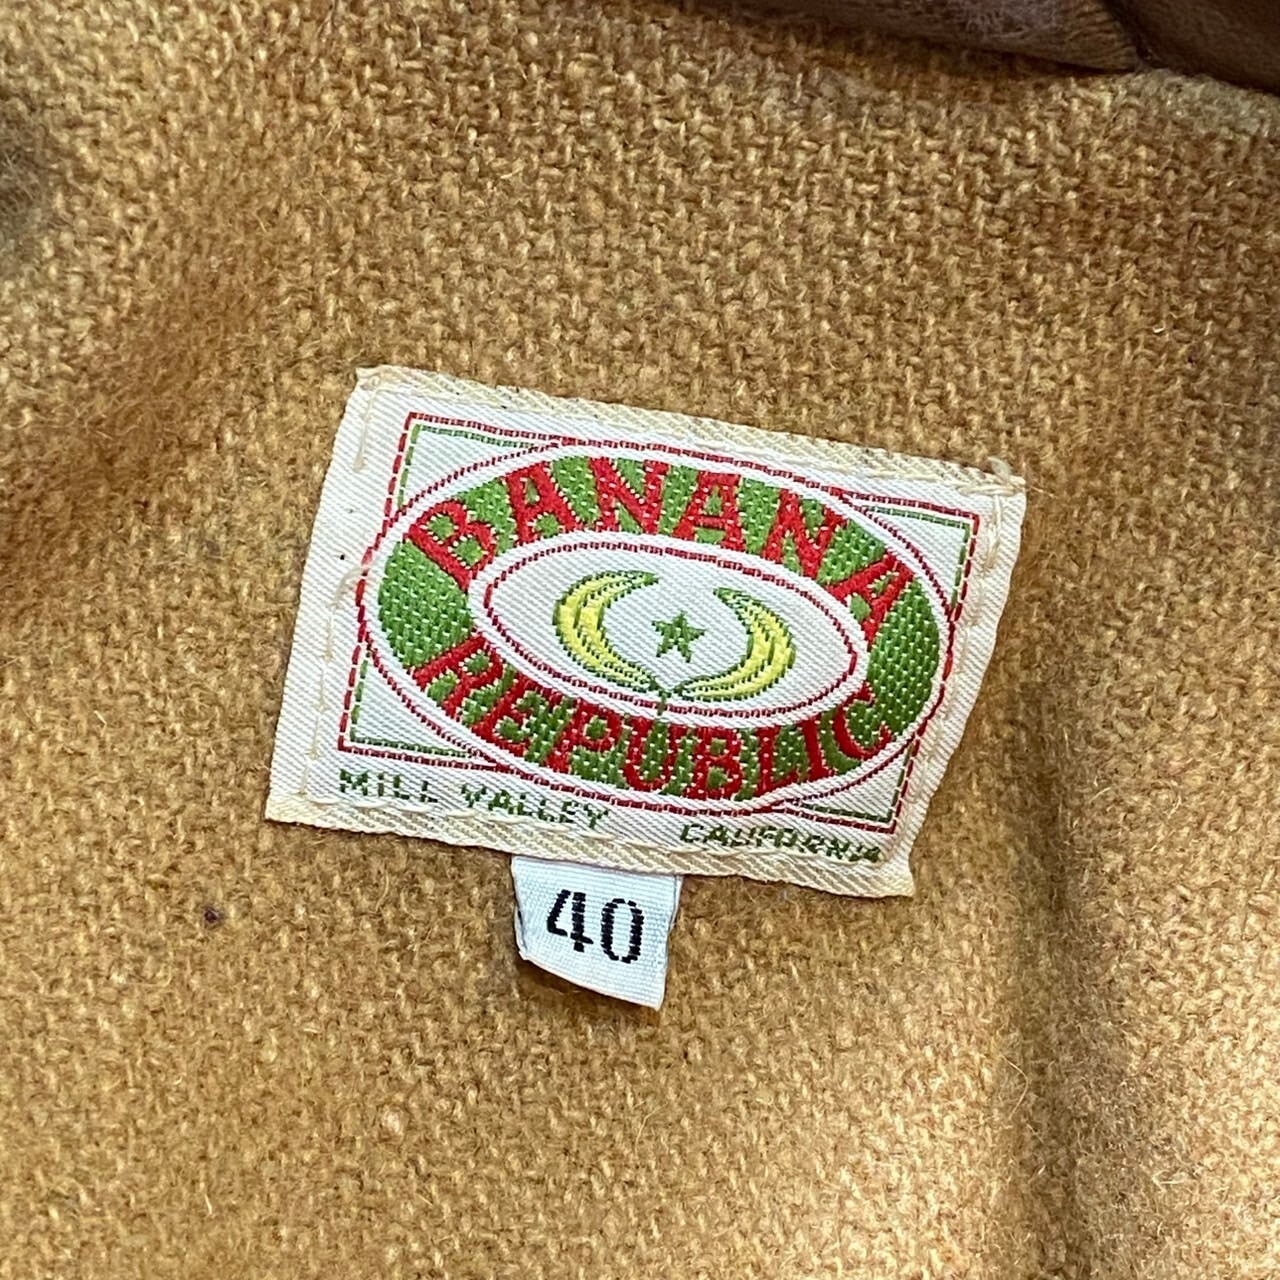 BANANA
REPUBLIC
MILL VALLEY CALIFORNIA
40